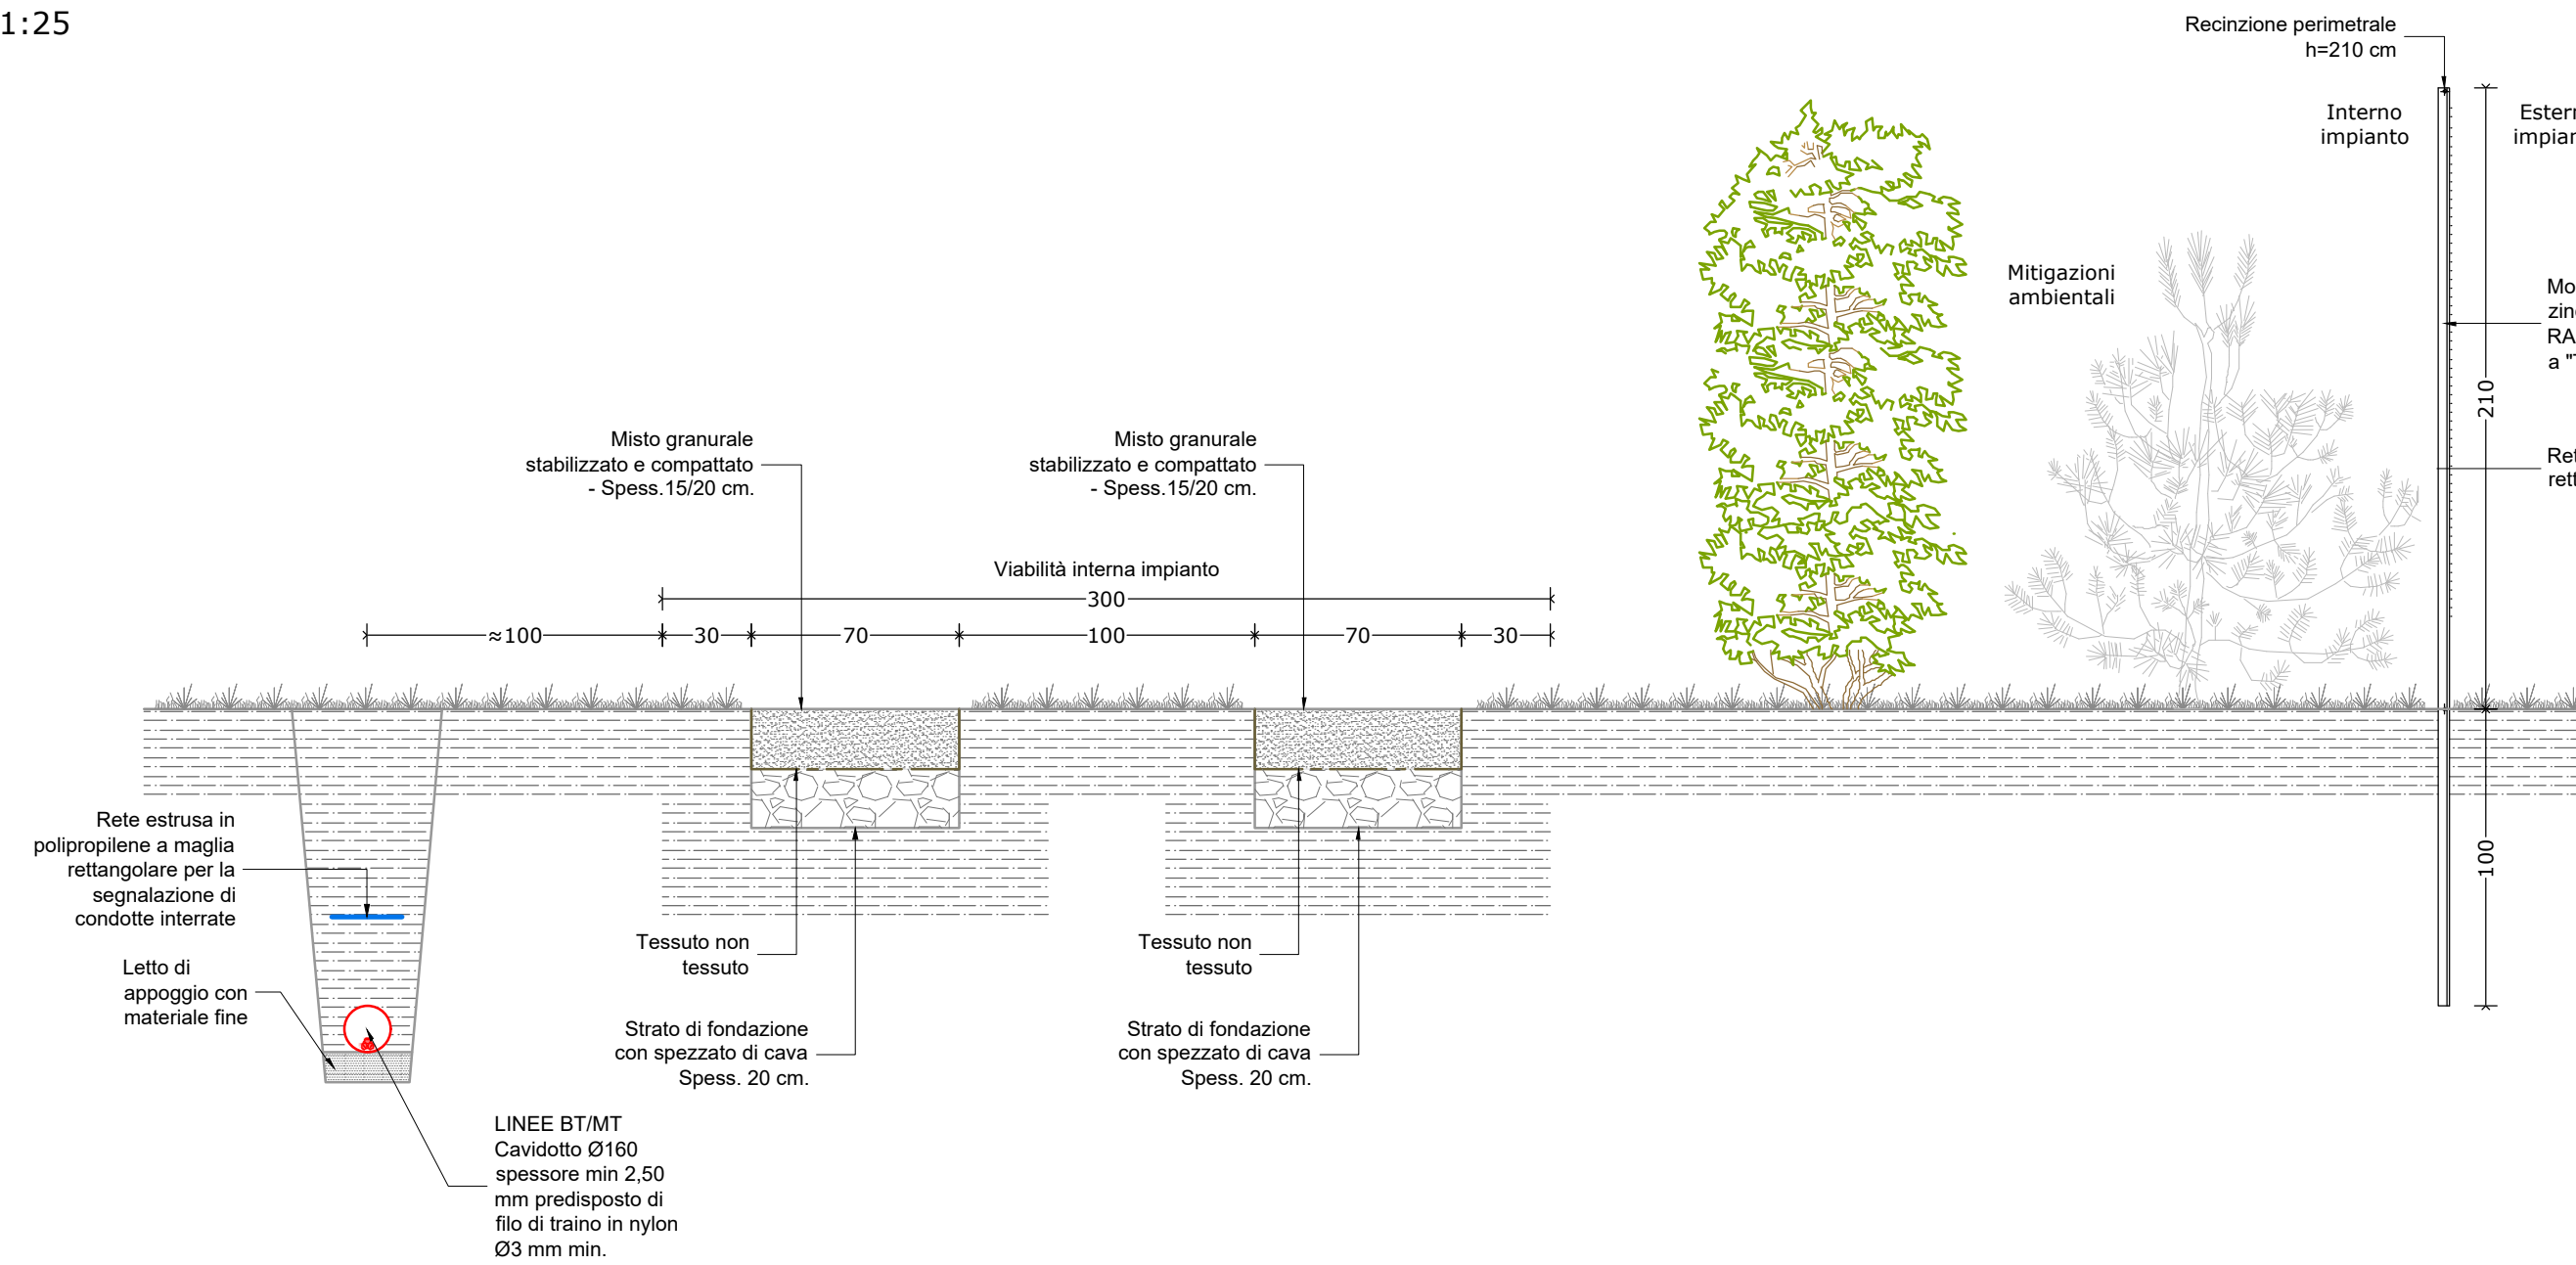 1:25
Recinzione perimetrale
h=210 cm
Interno
impianto
Mitigazioni
ambientali
210
Misto granurale
stabilizzato e compattato
- Spess.15/20 cm.
Misto granurale
stabilizzato e compattato
- Spess.15/20 cm.
Viabilità interna impianto
300
≈100
30
70
100
70
30
100
Rete estrusa in
polipropilene a maglia
rettangolare per la
segnalazione di
condotte interrate
Letto di
appoggio con
materiale fine
Tessuto non
tessuto
Tessuto non
tessuto
Strato di fondazione
con spezzato di cava
Spess. 20 cm.
Strato di fondazione
con spezzato di cava
Spess. 20 cm.
LINEE BT/MT
Cavidotto Ø160
spessore min 2,50
mm predisposto di
filo di traino in nylon
Ø3 mm min.